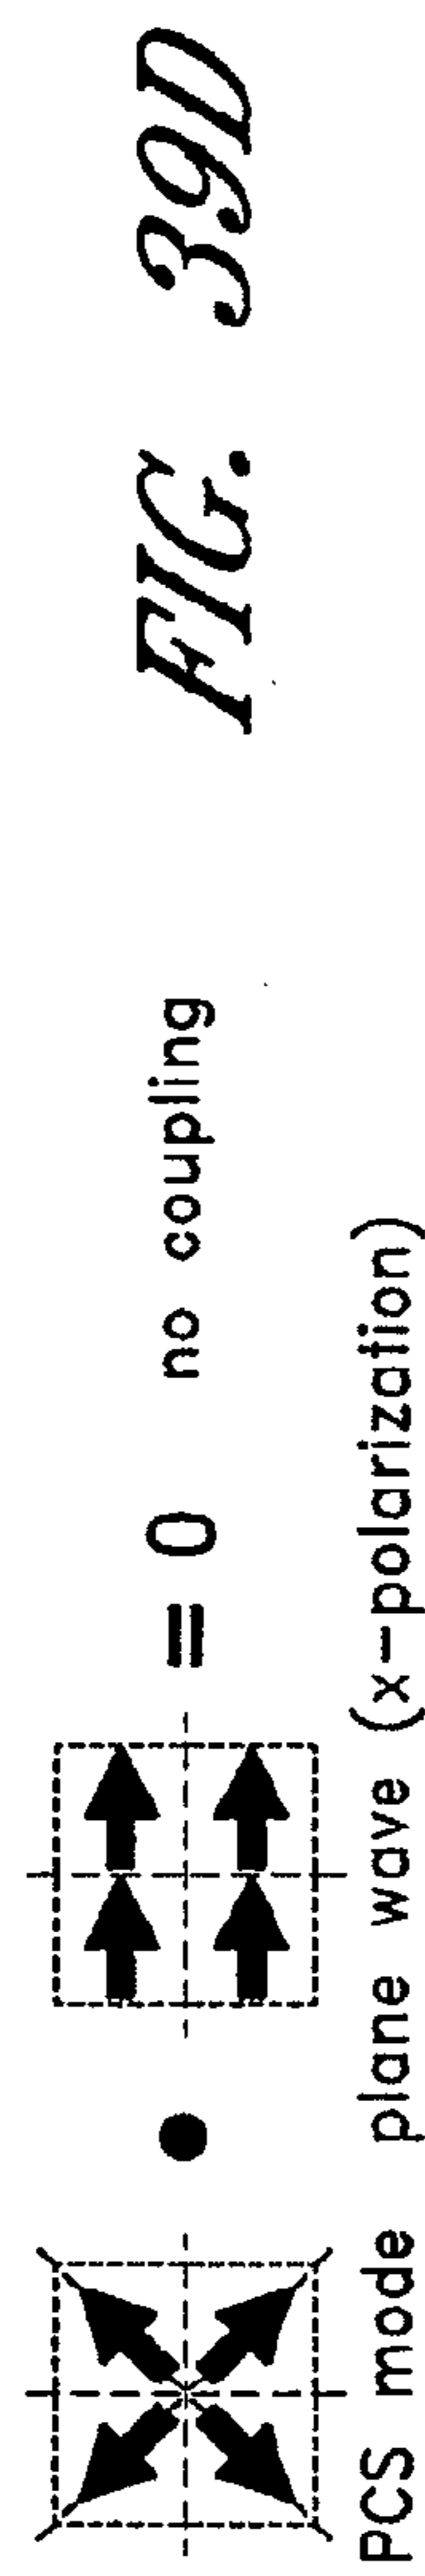 = 0 no coupling
PCS mode plane wave (x-polarization)
FIG. 39D